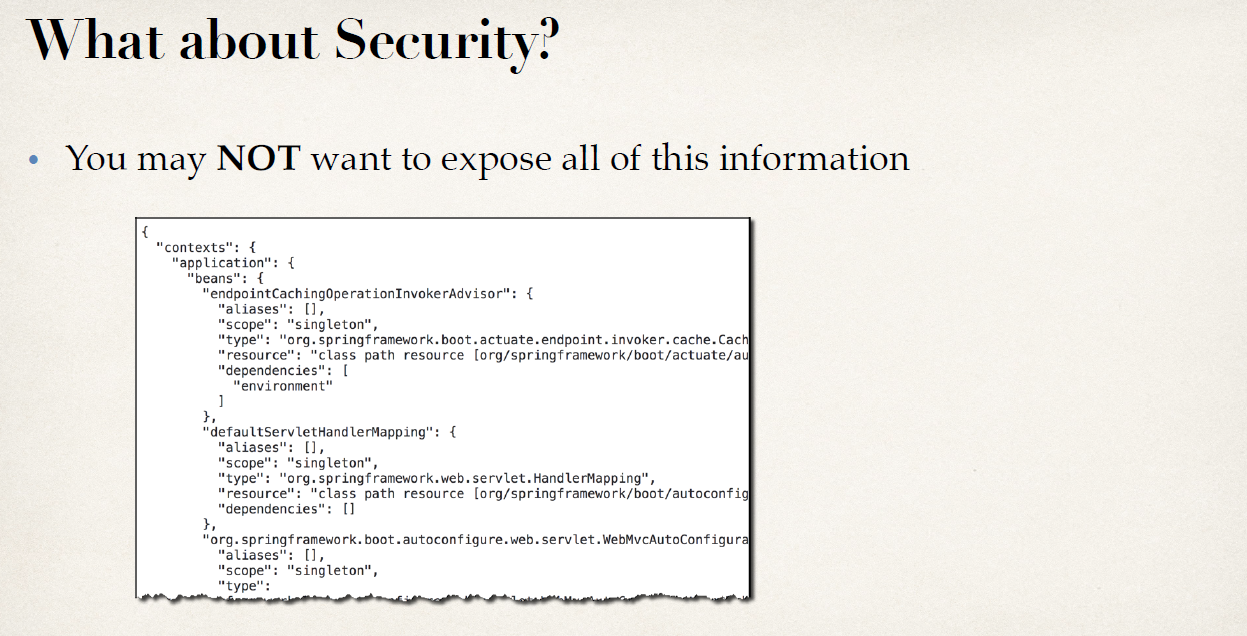 What about Security?
• You may NOT want to expose all of this information
{
"contexts": {
"application": {
"beans": {
"endpointCachingOperationInvokerAdvisor": {
"aliases": [],
"scope": "singleton",
"type": "org.springframework.boot.actuate.endpoint.invoker.cache.Cach
"resource": "class path resource [org/springframework/boot/actuate/au
"dependencies": [
"environment"
]
},
"defaultServletHandlerMapping": {
"aliases": [],
"scope": "singleton",
"type": "org.springframework.web.servlet.HandlerMapping",
"resource": "class path resource [org/springframework/boot/autoconfig
"dependencies": []
},
"org.springframework.boot.autoconfigure.web.servlet.WebMvcAutoConfigura
"aliases": [],
"scope": "singleton",
"type":